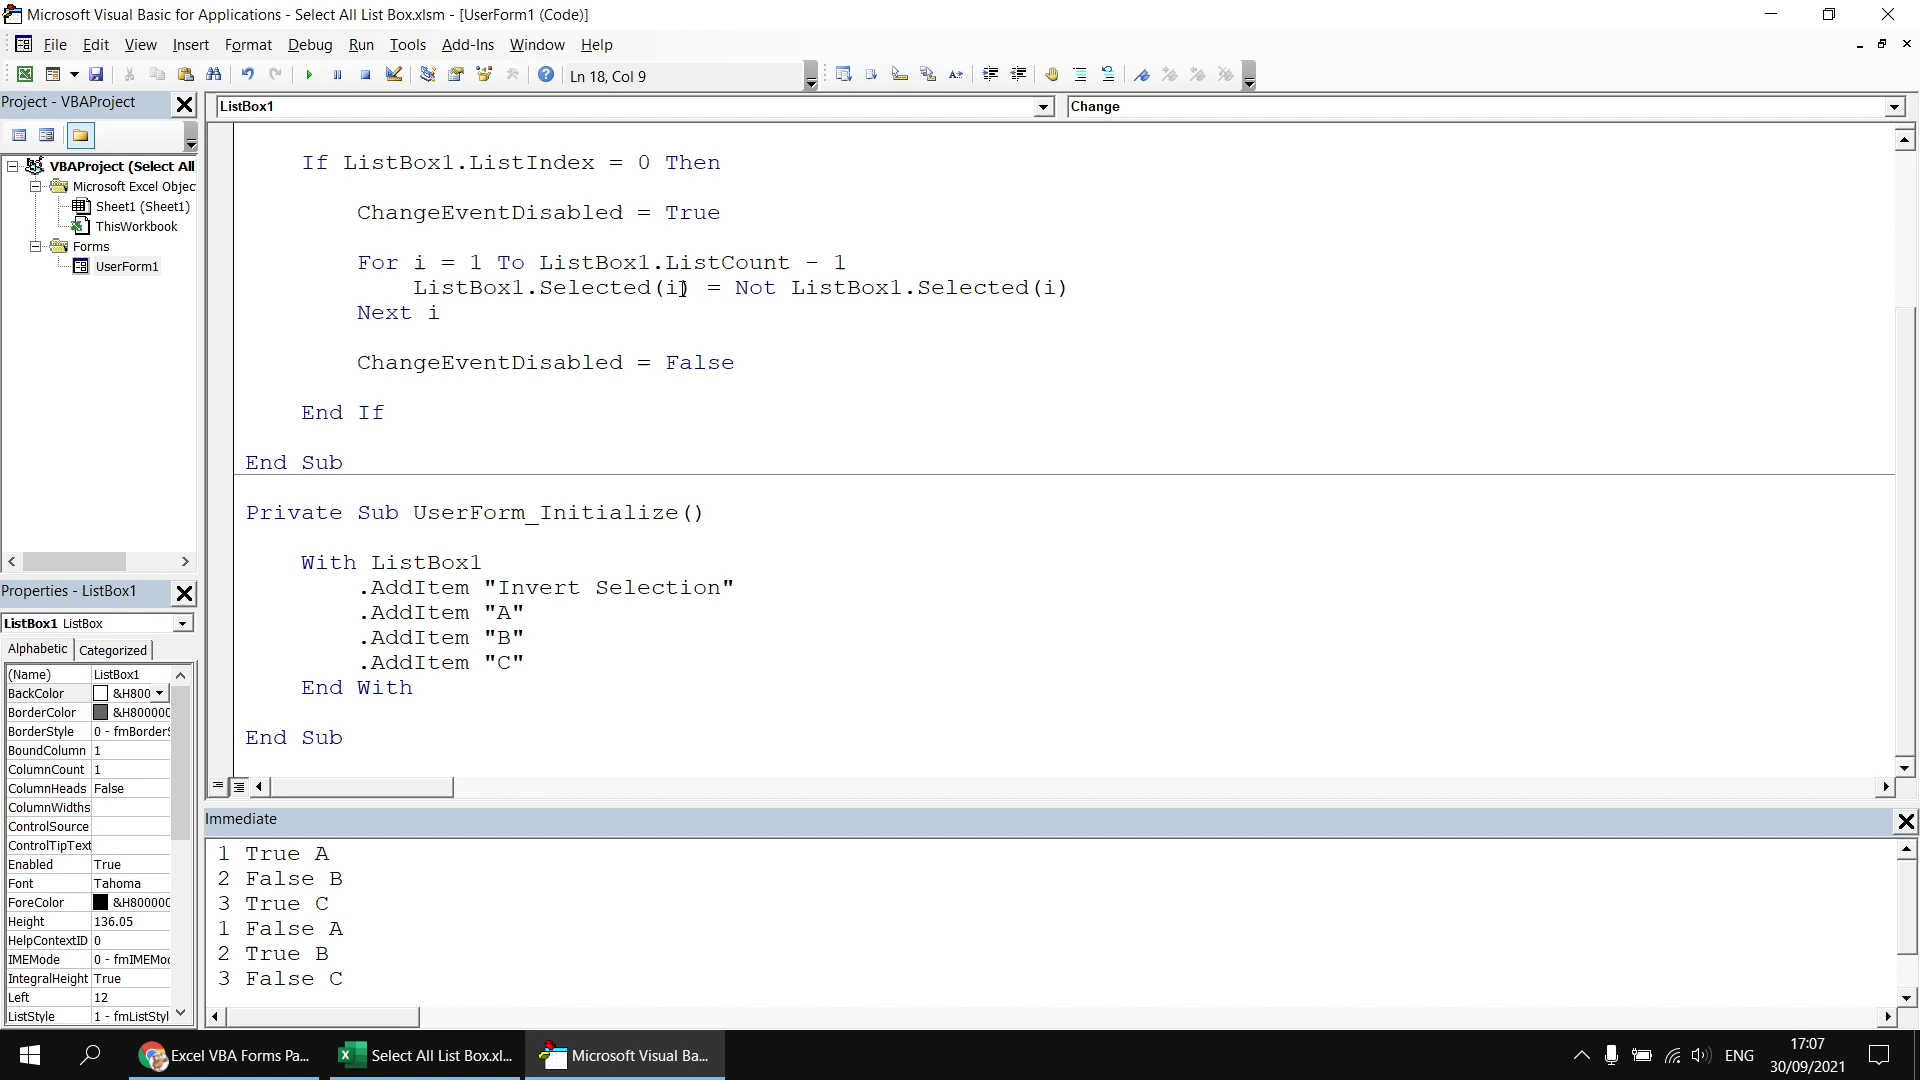 Microsoft Visual Basic for Applications - Select All List Box.xlsm - [UserForm1 (Code)]
File Edit View Insert Format Debug Run Tools Add-Ins Window Help
Ln 18, Col 9
Project - VBAProject
ListBox1
Change
VBAProject (Select All
Microsoft Excel Objec
Sheet1 (Sheet1)
ThisWorkbook
Forms
UserForm1
If ListBox1.ListIndex = 0 Then
ChangeEventDisabled = True
For i = 1 To ListBox1.ListCount - 1
ListBox1.Selected(i) = Not ListBox1.Selected(i)
Next i
ChangeEventDisabled = False
End If
End Sub
Private Sub UserForm_Initialize()
With ListBox1
.AddItem "Invert Selection"
.AddItem "A"
.AddItem "B"
.AddItem "C"
End With
End Sub
Properties - ListBox1
ListBox1 ListBox
Alphabetic Categorized
(Name) ListBox1
BackColor &H800
BorderColor &H800000
BorderStyle 0 - fmBorderS
BoundColumn 1
ColumnCount 1
ColumnHeads False
ColumnWidths
ControlSource
ControlTipText
Enabled True
Font Tahoma
ForeColor &H800000
Height 136.05
HelpContextID 0
IMEMode 0 - fmIMEMod
IntegralHeight True
Left 12
ListStyle 1 - fmListStyl
Immediate
1 True A
2 False B
3 True C
1 False A
2 True B
3 False C
Excel VBA Forms Pa...
Select All List Box.xl...
Microsoft Visual Ba...
ENG
17:07
30/09/2021